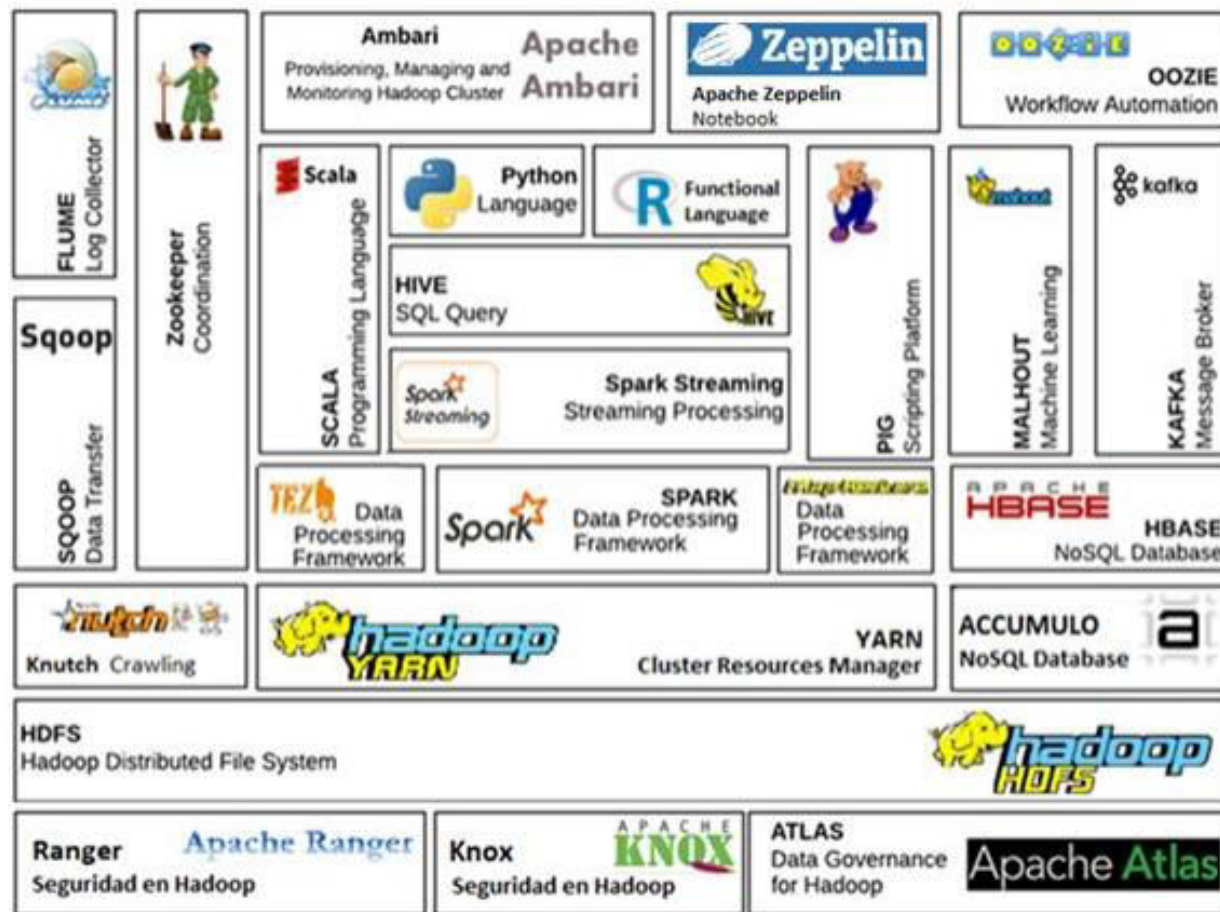 FLUME
Log Collector
Zookeeper
Coordination
Ambari
Provisioning, Managing and
Monitoring Hadoop Cluster
Apache
Ambari
Zeppelin
Apache Zeppelin
Notebook
OOZIE
OOZIE
Workflow Automation
Sqoop
SQOOP
Data Transfer
Scala
SCALA
Programming Language
Python
Language
R
Functional
Language
HIVE
SQL Query
HIVE
Spark
Streaming
Spark Streaming
Streaming Processing
PIG
Scripting Platform
mahout
MALHOUT
Machine Learning
kafka
KAFKA
Message Broker
TEZ
Data
Processing
Framework
Spark
SPARK
Data Processing
Framework
Data
Processing
Framework
APACHE
HBASE
HBASE
NoSQL Database
nutch
Knutch Crawling
hadoop
YARN
YARN
Cluster Resources Manager
ACCUMULO
NoSQL Database
a
HDFS
Hadoop Distributed File System
hadoop
HDFS
Ranger
Apache Ranger
Seguridad en Hadoop
Knox
APACHE
KNOX
Seguridad en Hadoop
ATLAS
Data Governance
for Hadoop
Apache Atlas